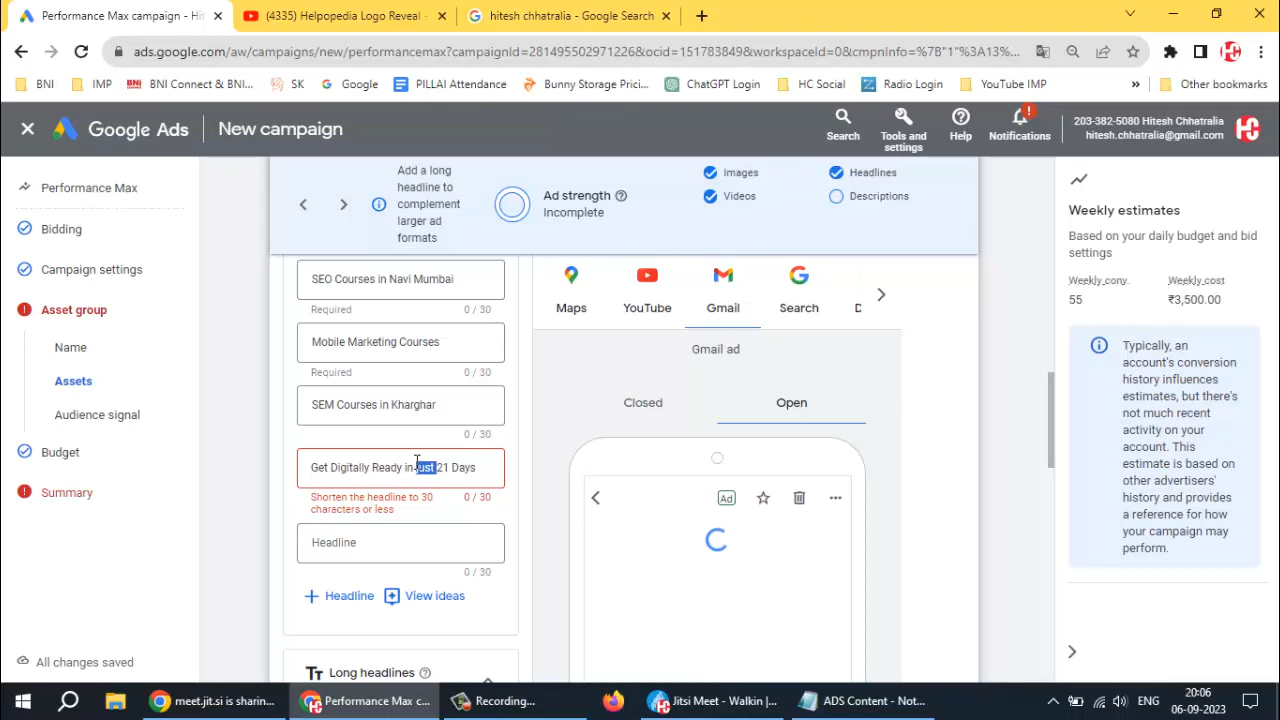 Performance Max campaign - Hit
(4335) Helpopedia Logo Reveal -
hitesh chhatralia - Google Search
ads.google.com/aw/campaigns/new/performancemax?campaignId=281495502971226&ocid=151783849&workspaceId=0&cmpnInfo=%7B"1"%3A13%...
BNI
IMP
BNI Connect & BNI...
SK
Google
PILLAI Attendance
Bunny Storage Prici...
ChatGPT Login
HC Social
Radio Login
YouTube IMP
»
Other bookmarks
Google Ads
New campaign
Search
Tools and
settings
Help
Notifications
203-382-5080 Hitesh Chhatralia
hitesh.chhatralia@gmail.com
Performance Max
Bidding
Campaign settings
Asset group
Name
Assets
Audience signal
Budget
Summary
All changes saved
Add a long
headline to
complement
larger ad
formats
Ad strength
Incomplete
Images
Videos
Headlines
Descriptions
SEO Courses in Navi Mumbai
Required 0 / 30
Mobile Marketing Courses
Required 0 / 30
SEM Courses in Kharghar
0 / 30
Get Digitally Ready in just 21 Days
Shorten the headline to 30 0 / 30
characters or less
Headline
0 / 30
+ Headline
View ideas
Long headlines
Maps
YouTube
Gmail
Search
D
Gmail ad
Closed
Open
Ad
Weekly estimates
Based on your daily budget and bid
settings
Weekly conv.
Weekly cost
55
₹3,500.00
Typically, an
account's conversion
history influences
estimates, but there's
not much recent
activity on your
account. This
estimate is based on
other advertisers'
history and provides
a reference for how
your campaign may
perform.
meet.jit.si is sharin...
Performance Max c...
Recording...
Jitsi Meet - Walkin |...
ADS Content - Not...
ENG
20:06
06-09-2023